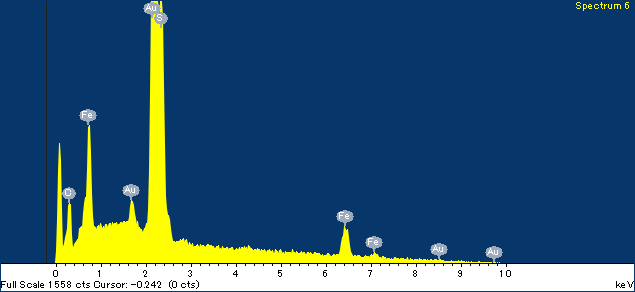 Spectrum 6
Au
S
Fe
Au
Fe
Fe
Au
Au
0 1 2 3 4 5 6 7 8 9 10
Full Scale 1558 cts Cursor: -0.242 (0 cts) keV